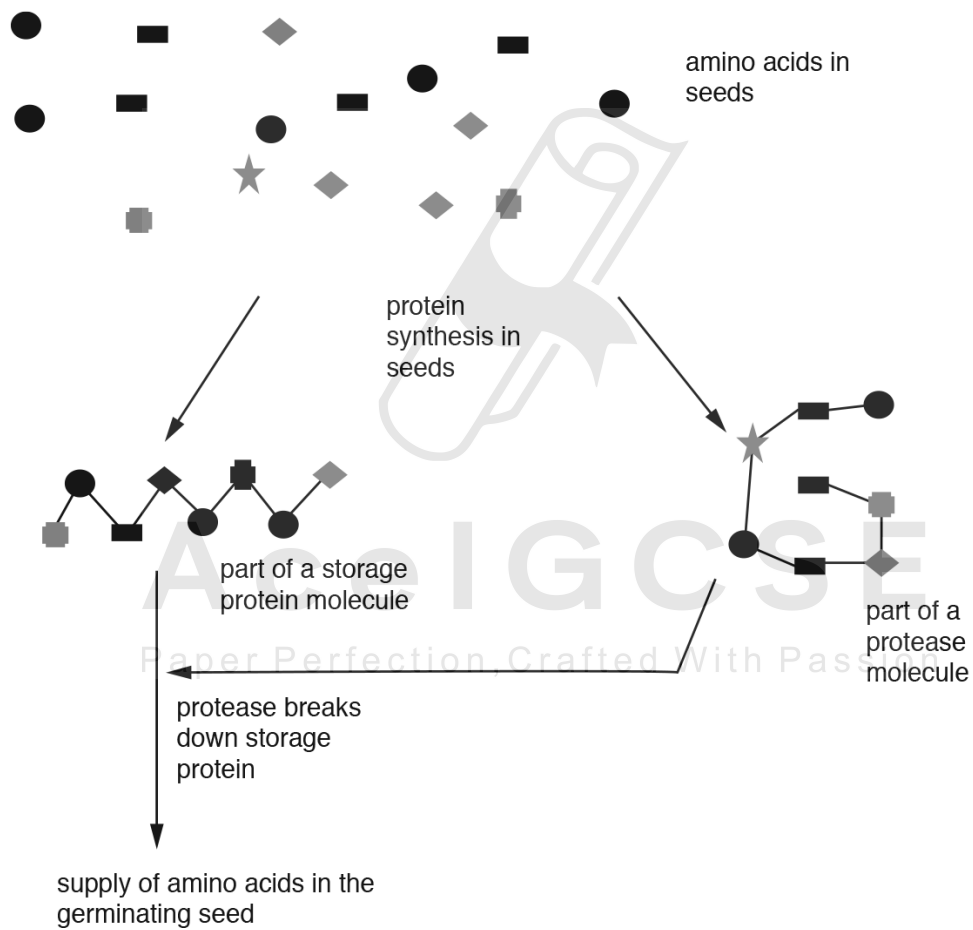 amino acids in
seeds
protein
synthesis in
seeds
part of a storage
protein molecule
AceIGCSE
part of a
protease
molecule
Paper Perfection, Crafted With Passion
protease breaks
down storage
protein
supply of amino acids in the
germinating seed